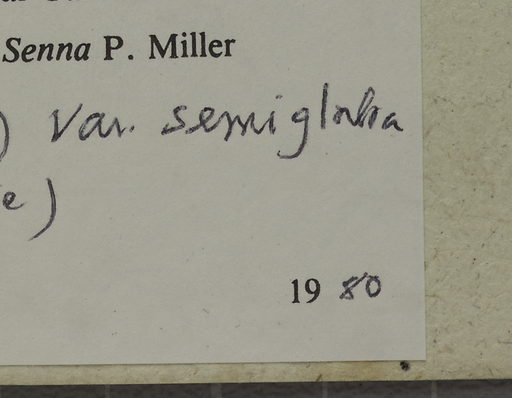 Senna P. Miller
) var. semiglabra
e )
19 80